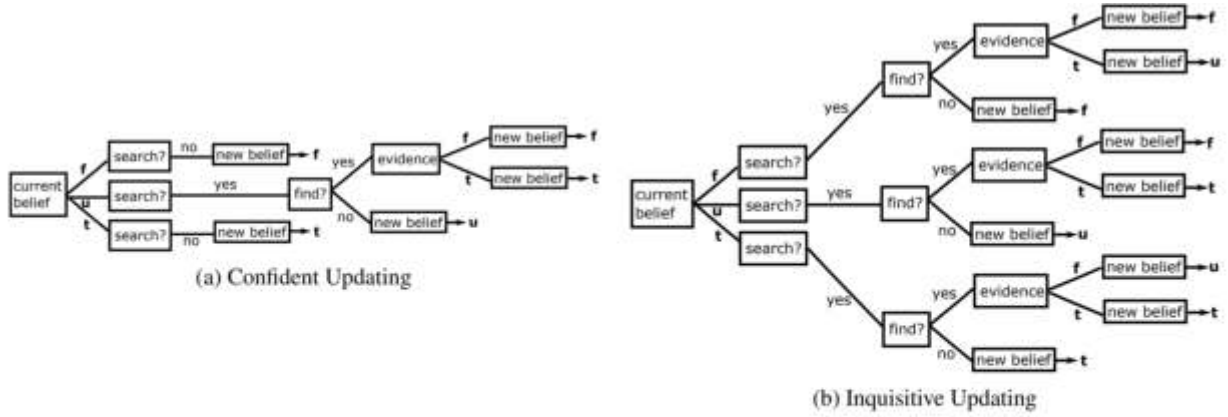 f new belief f
yes evidence
t new belief u
find?
no new belief f
yes
f search?
current belief u search? yes find?
t search?
yes evidence f new belief f
t new belief t
no new belief u
yes
yes evidence f new belief u
t new belief t
find?
no new belief t
f search? no new belief f
current belief u search? yes find?
t search? no new belief t
yes evidence f new belief f
t new belief t
no new belief u
(a) Confident Updating
(b) Inquisitive Updating